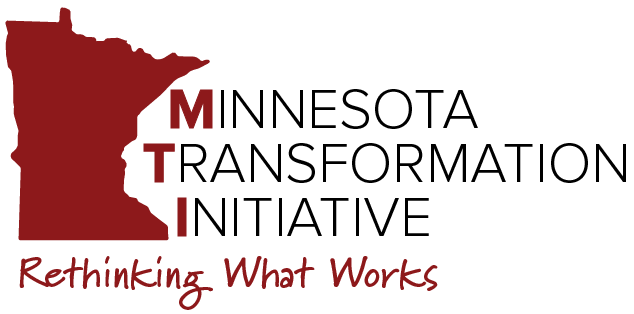 MINNESOTA
TRANSFORMATION
INITIATIVE
Rethinking What Works